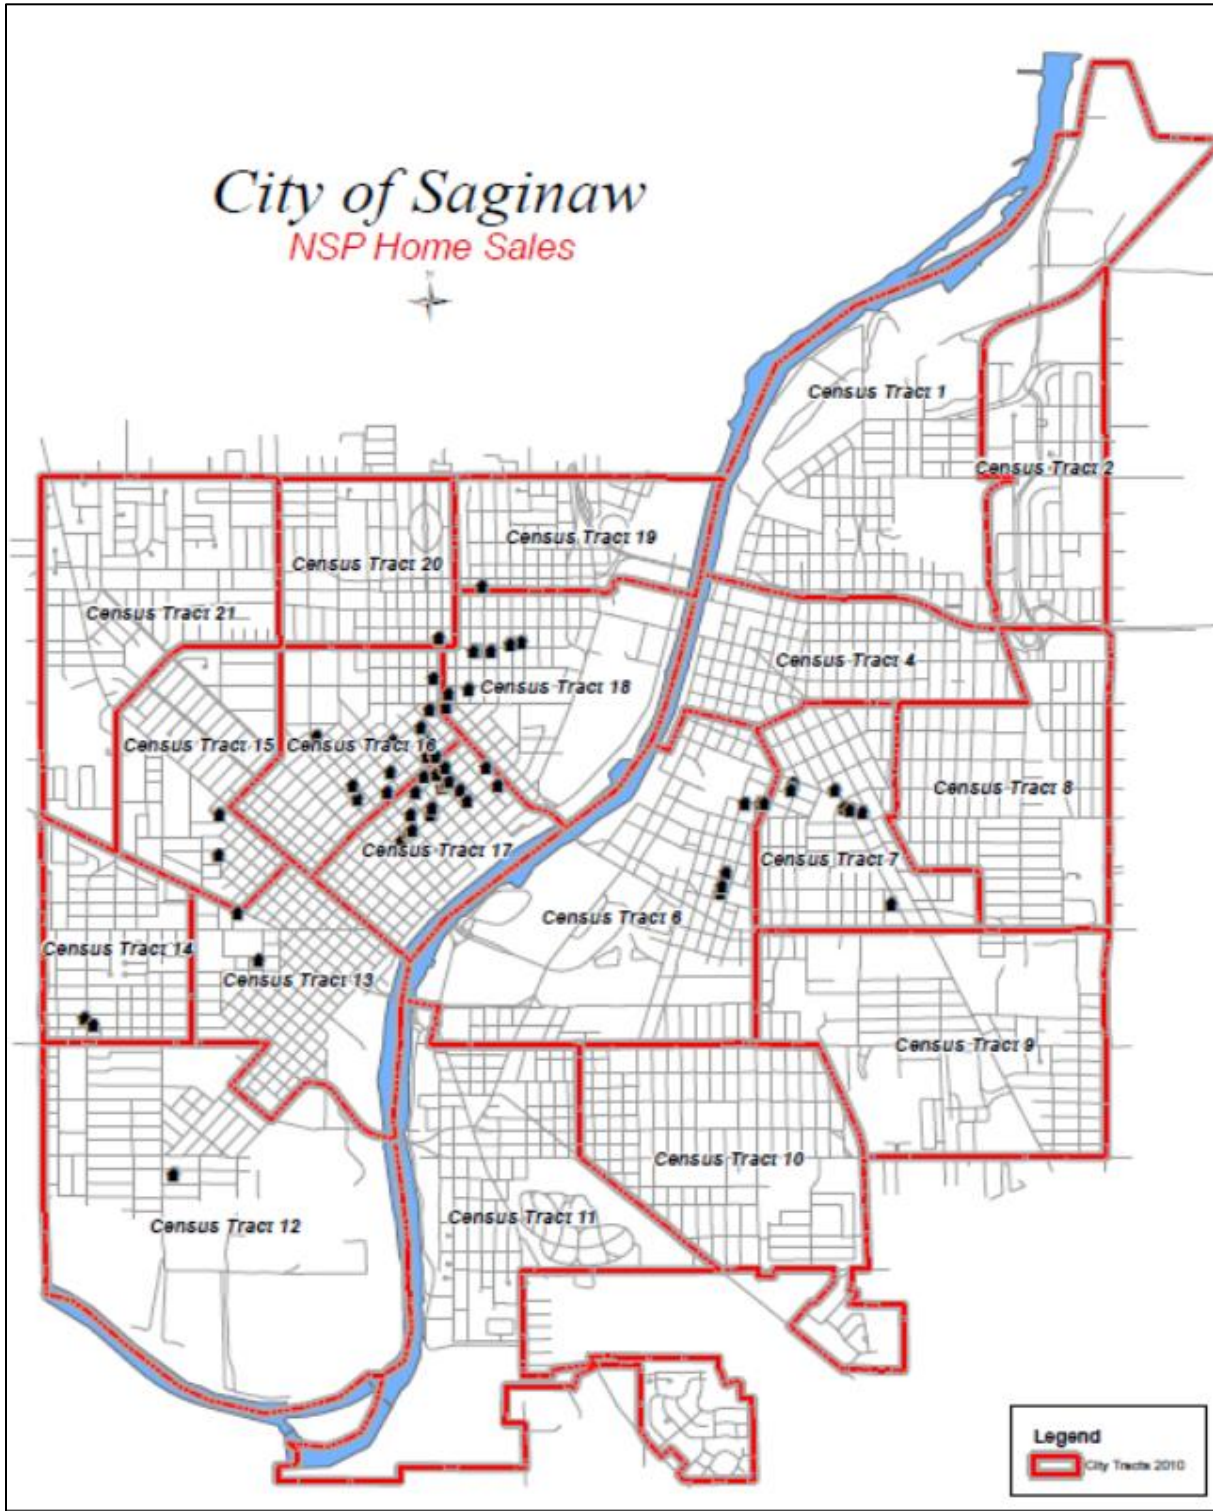 City of Saginaw
NSP Home Sales
N
Census Tract 1
Census Tract 2
Census Tract 19
Census Tract 20
Census Tract 21
Census Tract 4
Census Tract 18
Census Tract 15
Census Tract 16
Census Tract 8
Census Tract 17
Census Tract 7
Census Tract 6
Census Tract 14
Census Tract 13
Census Tract 9
Census Tract 10
Census Tract 11
Census Tract 12
Legend
City Tracts 2010